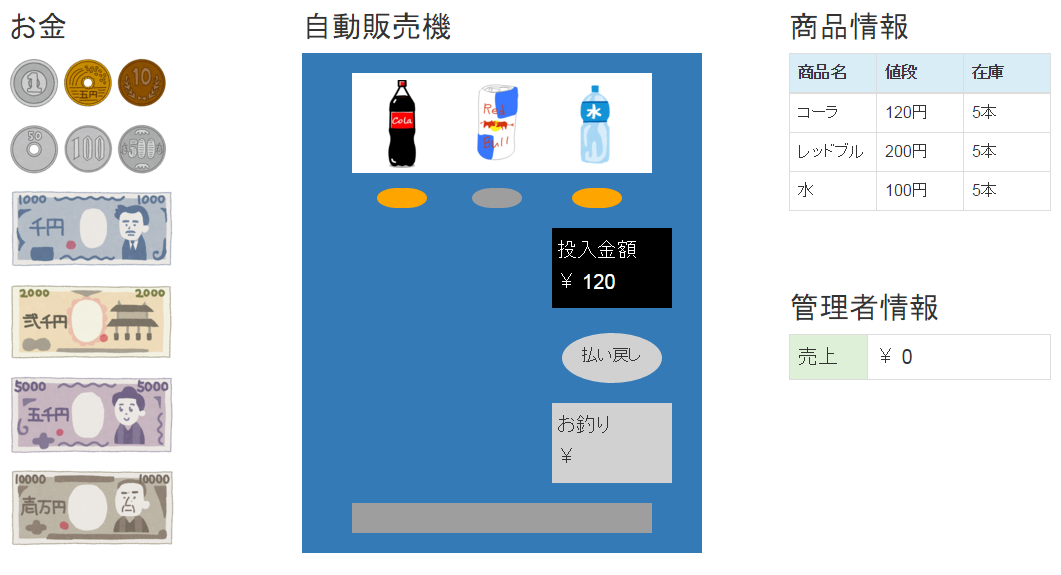 お金
1
五円
10
50
100
500
1000 1000
千円
2000 2000
弐千円
5000 5000
五千円
10000 10000
壱万円
自動販売機
Cola
Red
Bull
水
投入金額
¥ 120
払い戻し
お釣り
¥
商品情報
商品名 値段 在庫
コーラ 120円 5本
レッドブル 200円 5本
水 100円 5本
管理者情報
売上 ¥ 0